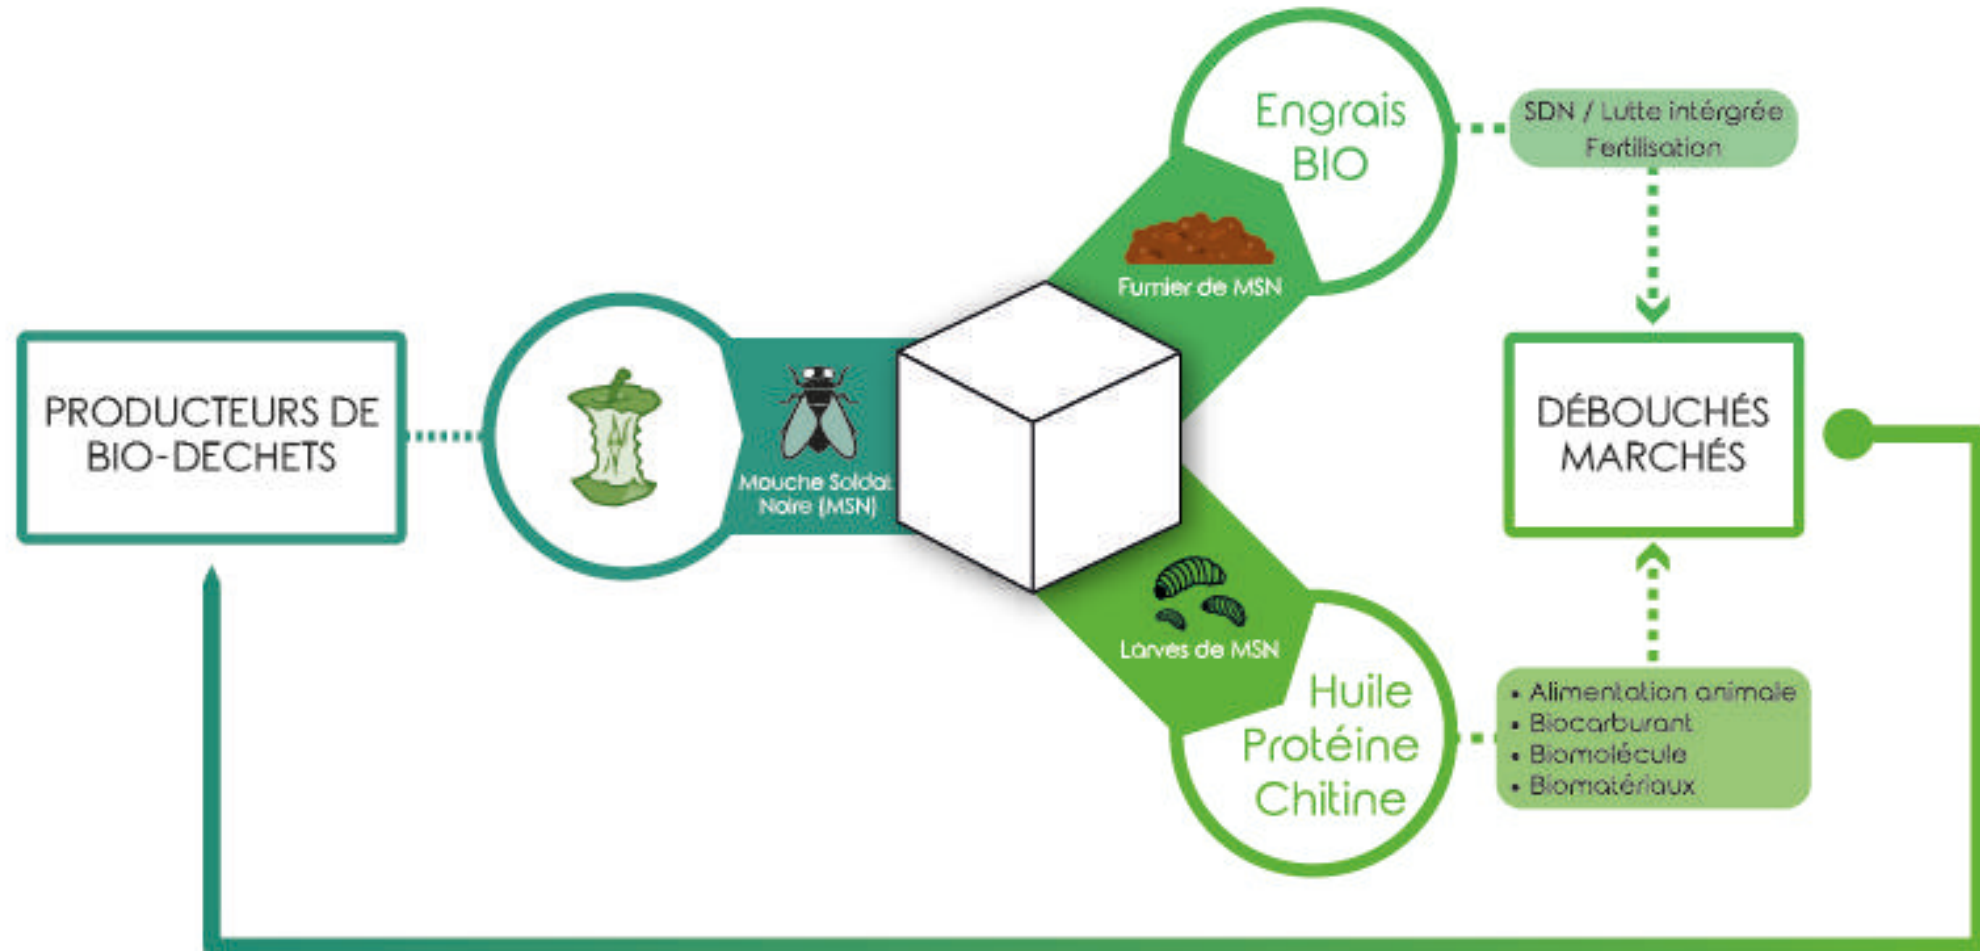 PRODUCTEURS DE
BIO-DECHETS
Mouche Soldat
Noire (MSN)
Fumier de MSN
Engrais
BIO
SDN / Lutte intérgrée
Fertilisation
DÉBOUCHÉS
MARCHÉS
Larves de MSN
Huile
Protéine
Chitine
• Alimentation animale
• Biocarburant
• Biomolécule
• Biomatériaux